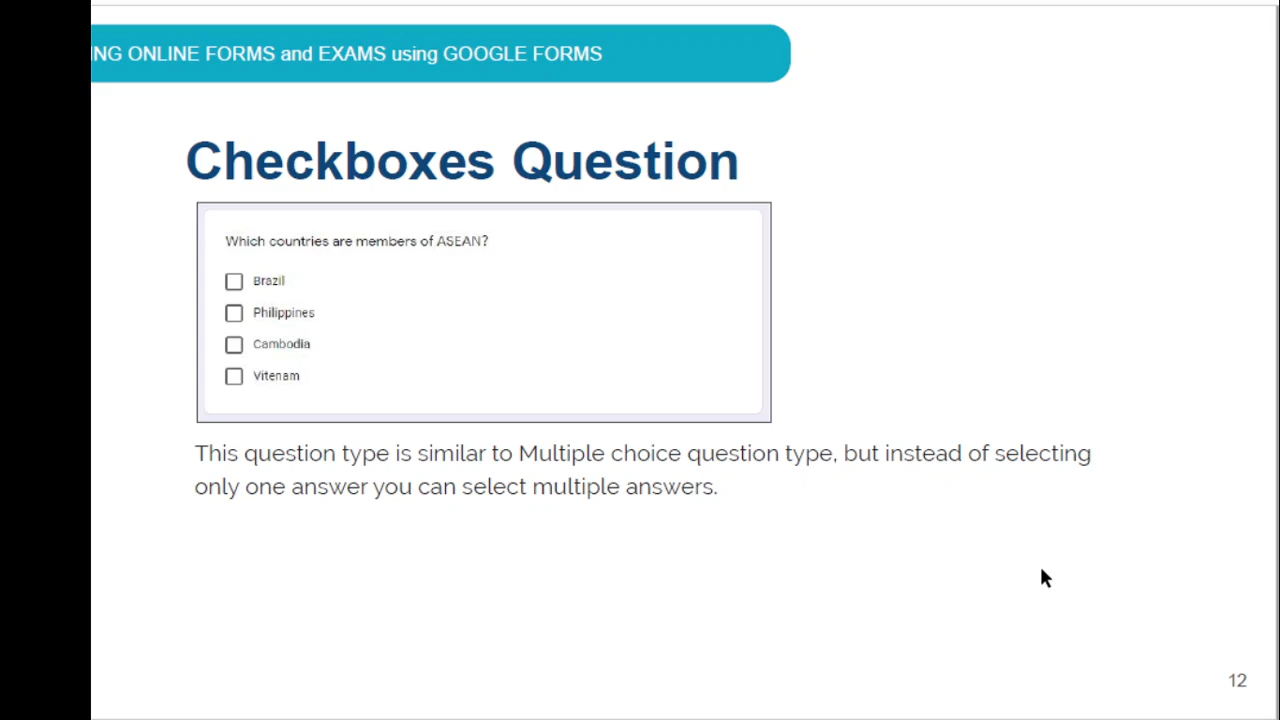 NG ONLINE FORMS and EXAMS using GOOGLE FORMS
Checkboxes Question
Which countries are members of ASEAN?
Brazil
Philippines
Cambodia
Vitenam
This question type is similar to Multiple choice question type, but instead of selecting
only one answer you can select multiple answers.
12